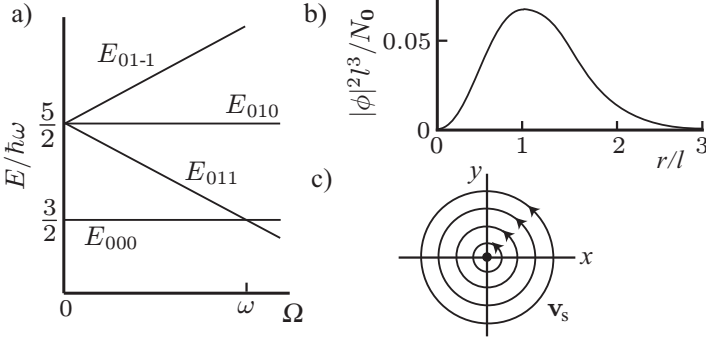 a)
E/ħω
5/2
3/2
E₀₁₋₁
E₀₁₀
E₀₁₁
E₀₀₀
0
ω
Ω
b)
|ϕ|²l³/N₀
0.05
0
0
1
2
3
r/l
c)
y
x
vₛ